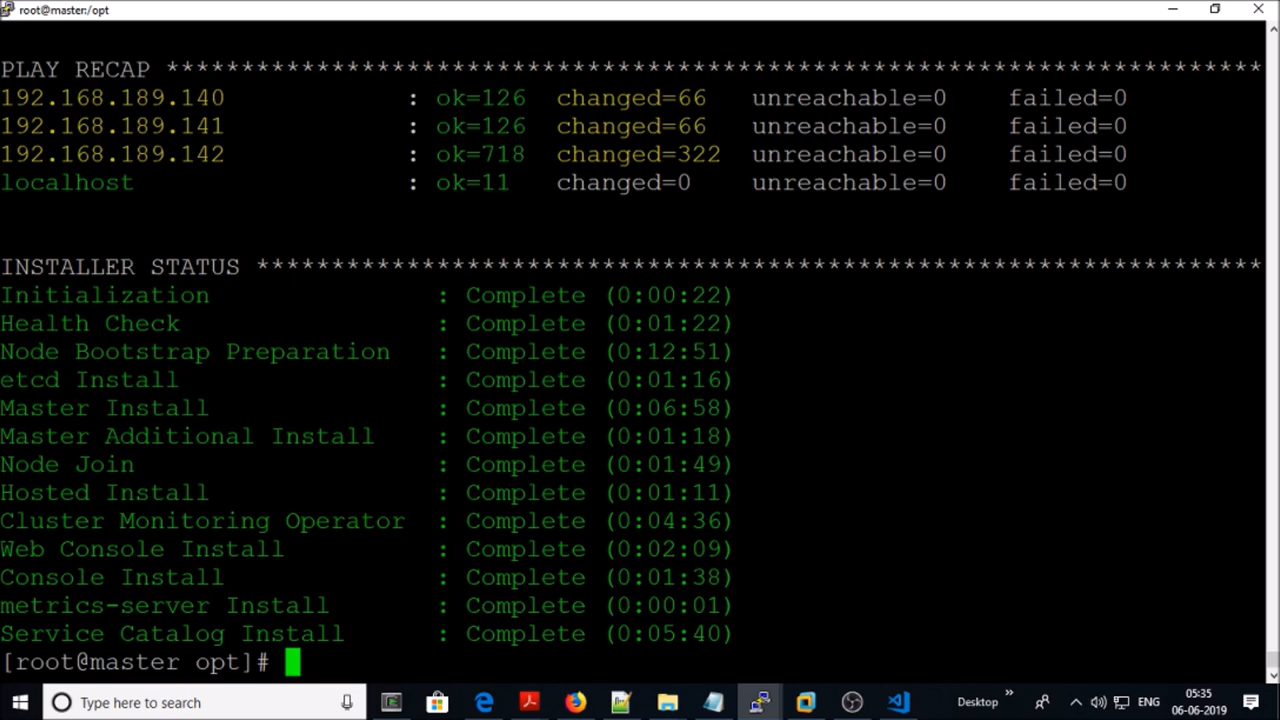 root@master:/opt
PLAY RECAP *************************************************************************
192.168.189.140 : ok=126 changed=66 unreachable=0 failed=0
192.168.189.141 : ok=126 changed=66 unreachable=0 failed=0
192.168.189.142 : ok=718 changed=322 unreachable=0 failed=0
localhost : ok=11 changed=0 unreachable=0 failed=0
INSTALLER STATUS *******************************************************************
Initialization : Complete (0:00:22)
Health Check : Complete (0:01:22)
Node Bootstrap Preparation : Complete (0:12:51)
etcd Install : Complete (0:01:16)
Master Install : Complete (0:06:58)
Master Additional Install : Complete (0:01:18)
Node Join : Complete (0:01:49)
Hosted Install : Complete (0:01:11)
Cluster Monitoring Operator : Complete (0:04:36)
Web Console Install : Complete (0:02:09)
Console Install : Complete (0:01:38)
metrics-server Install : Complete (0:00:01)
Service Catalog Install : Complete (0:05:40)
[root@master opt]#
Type here to search
Desktop
»
ENG
05:35
06-06-2019